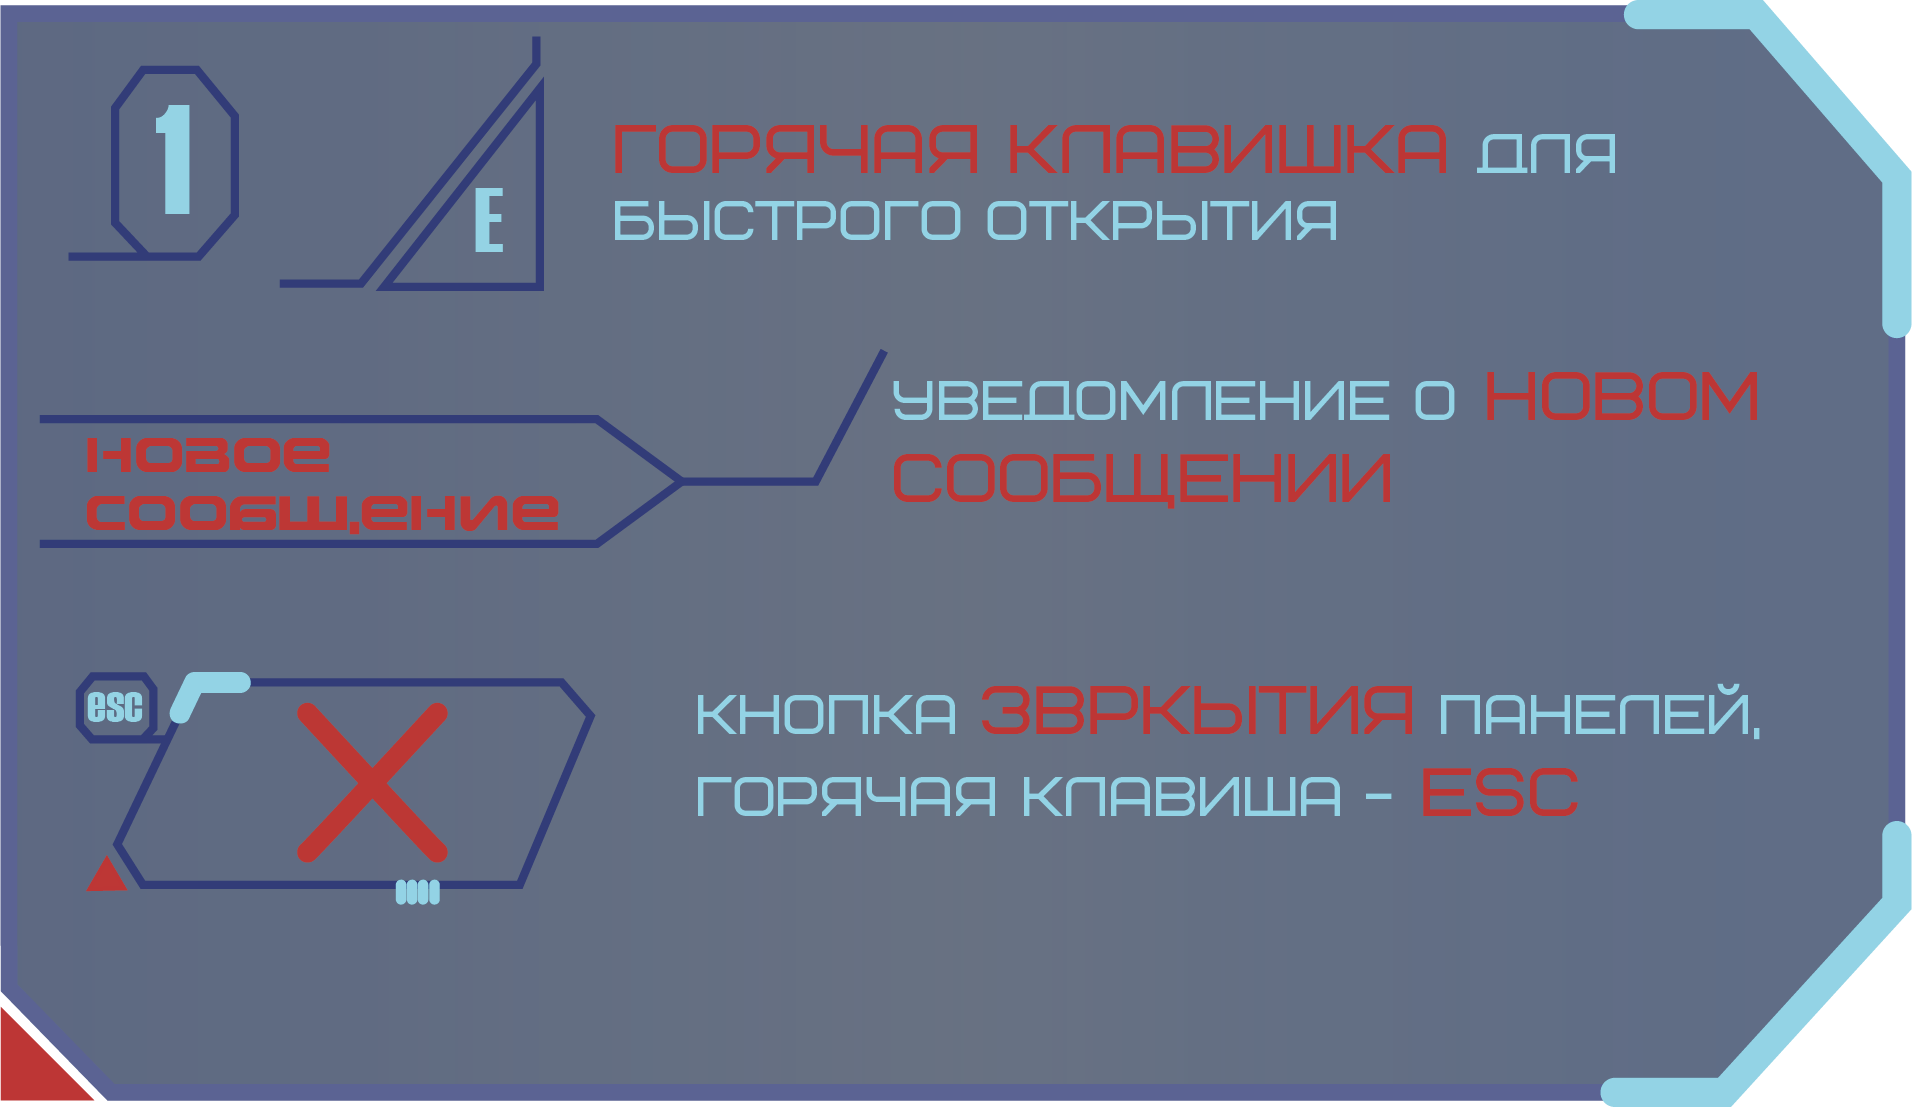 1
E
ГОРЯЧАЯ КЛАВИШКА ДЛЯ
БЫСТРОГО ОТКРЫТИЯ
НОВОЕ
СООБЩЕНИЕ
УВЕДОМЛЕНИЕ О НОВОМ
СООБЩЕНИИ
esc
КНОПКА ЗВРКЫТИЯ ПАНЕЛЕЙ,
ГОРЯЧАЯ КЛАВИША - ESC